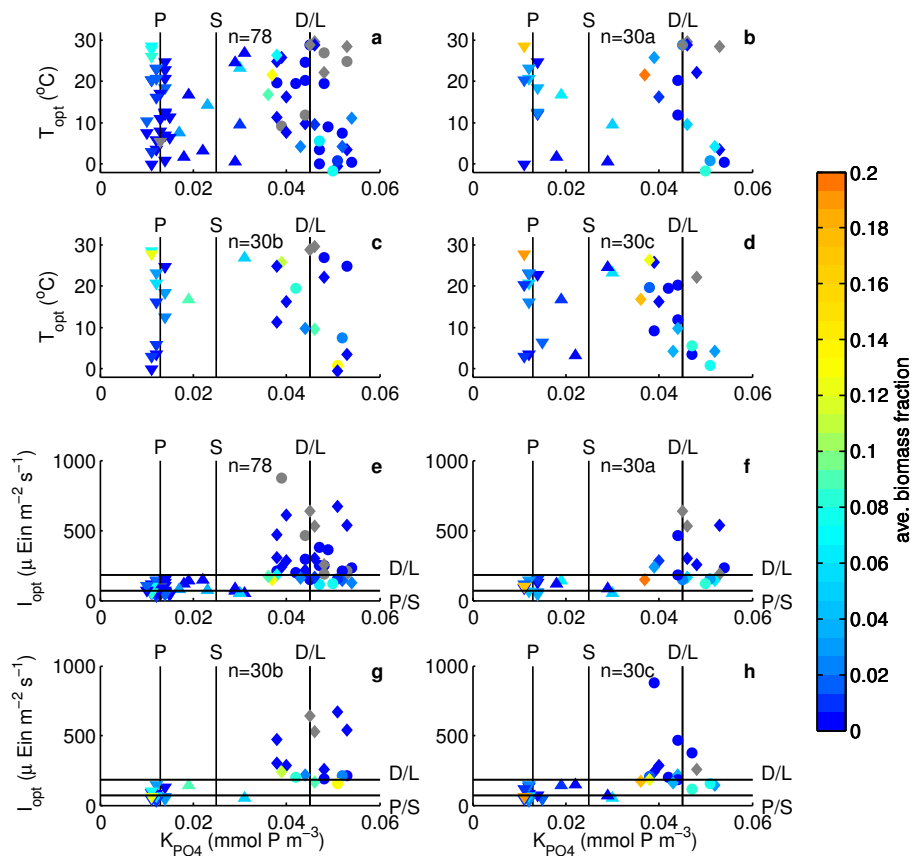 P S D/L
n=78 a
30
20
10
0
T_opt (°C)
0 0.02 0.04 0.06
b
n=30a
30
20
10
0
0 0.02 0.04 0.06
P S D/L
n=30b c
30
20
10
0
T_opt (°C)
0 0.02 0.04 0.06
d
n=30c
30
20
10
0
0 0.02 0.04 0.06
P S D/L
n=78 e
1000
500
0
I_opt (μ Ein m⁻² s⁻¹)
0 0.02 0.04 0.06
P S D/L
n=30a f
1000
500
0
D/L
P/S
0 0.02 0.04 0.06
P S D/L
n=30b g
1000
500
0
I_opt (μ Ein m⁻² s⁻¹)
D/L
P/S
0 0.02 0.04 0.06
K_PO4 (mmol P m⁻³)
P S D/L
n=30c h
1000
500
0
D/L
P/S
0 0.02 0.04 0.06
K_PO4 (mmol P m⁻³)
0.2
0.18
0.16
0.14
0.12
0.1
0.08
0.06
0.04
0.02
0
ave. biomass fraction